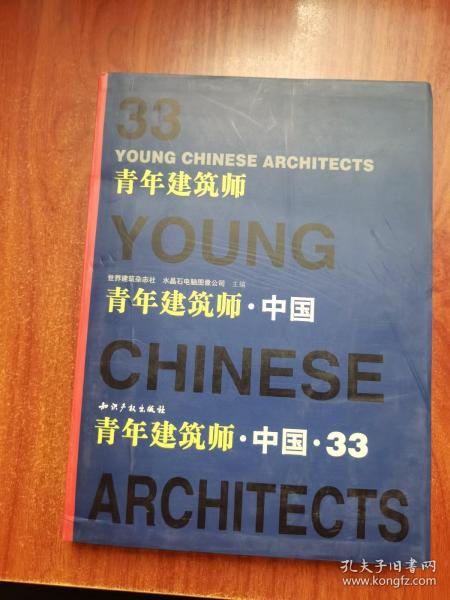 33
YOUNG CHINESE ARCHITECTS
青年建筑师
YOUNG
世界建筑杂志社 水晶石电脑图像公司 主编
青年建筑师·中国
CHINESE
知识产权出版社
青年建筑师·中国·33
ARCHITECTS
孔夫子旧书网
www.kongfz.com